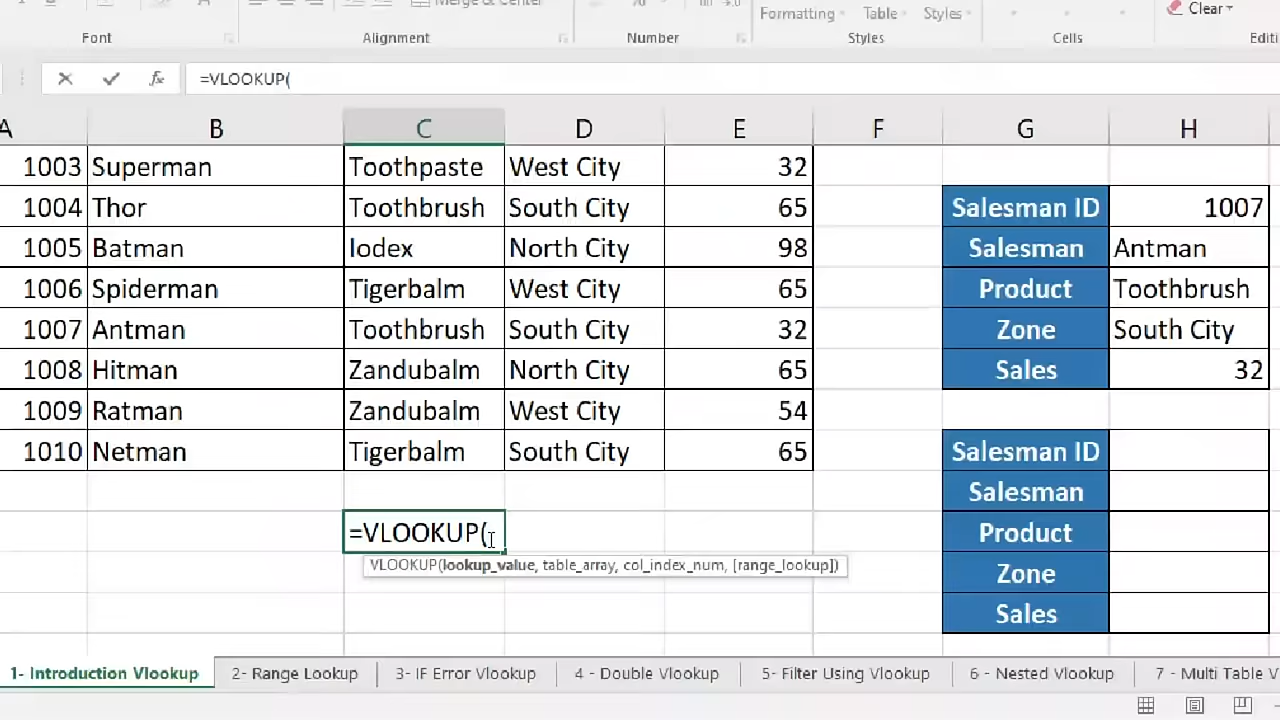 Merge & Center
Formatting Table Styles
Clear
Font Alignment Number Styles Cells Editi
=VLOOKUP(
A B C D E F G H
1003 Superman Toothpaste West City 32
1004 Thor Toothbrush South City 65 Salesman ID 1007
1005 Batman Iodex North City 98 Salesman Antman
1006 Spiderman Tigerbalm West City 65 Product Toothbrush
1007 Antman Toothbrush South City 32 Zone South City
1008 Hitman Zandubalm North City 65 Sales 32
1009 Ratman Zandubalm West City 54
1010 Netman Tigerbalm South City 65 Salesman ID
Salesman
=VLOOKUP( Product
VLOOKUP(lookup_value, table_array, col_index_num, [range_lookup])
Zone
Sales
1- Introduction Vlookup 2- Range Lookup 3- IF Error Vlookup 4 - Double Vlookup 5- Filter Using Vlookup 6 - Nested Vlookup 7 - Multi Table V